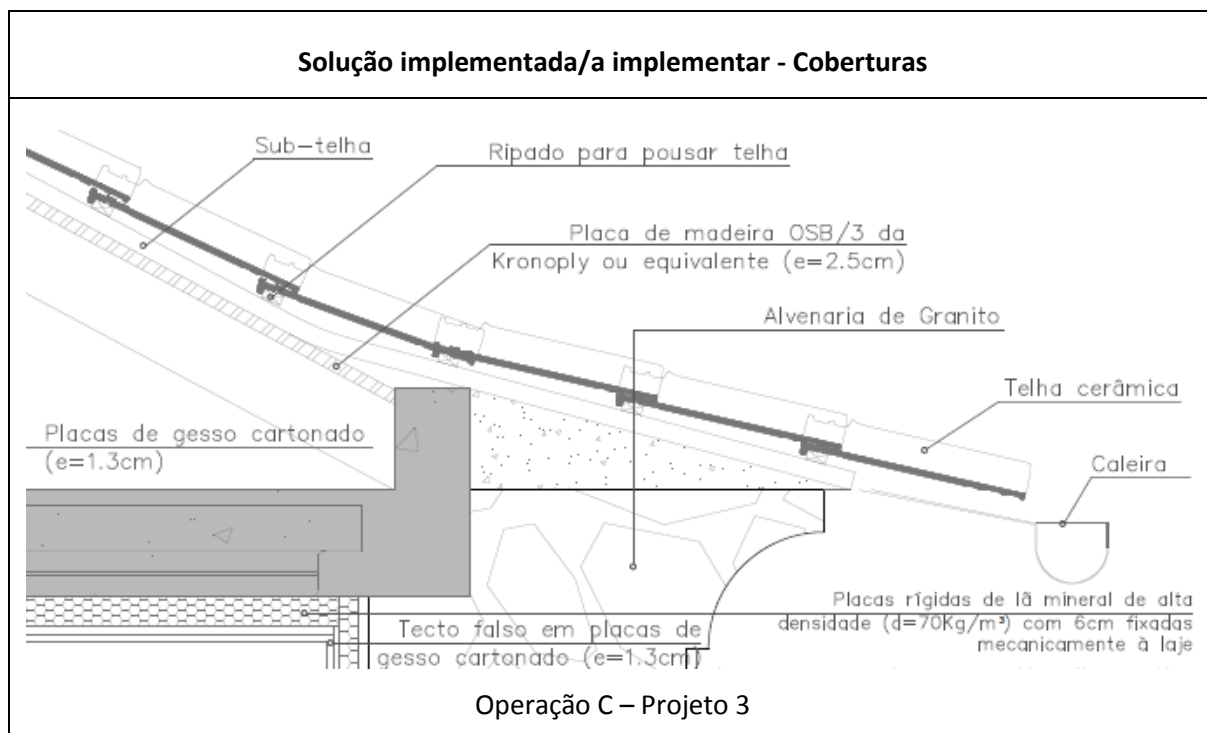 Solução implementada/a implementar - Coberturas
Sub-telha
Ripado para pousar telha
Placa de madeira OSB/3 da
Kronoply ou equivalente (e=2.5cm)
Alvenaria de Granito
Telha cerâmica
Placas de gesso cartonado
(e=1.3cm)
Caleira
Placas rígidas de lã mineral de alta
densidade (d=70Kg/m³) com 6cm fixadas
mecanicamente à laje
Tecto falso em placas de
gesso cartonado (e=1.3cm)
Operação C – Projeto 3